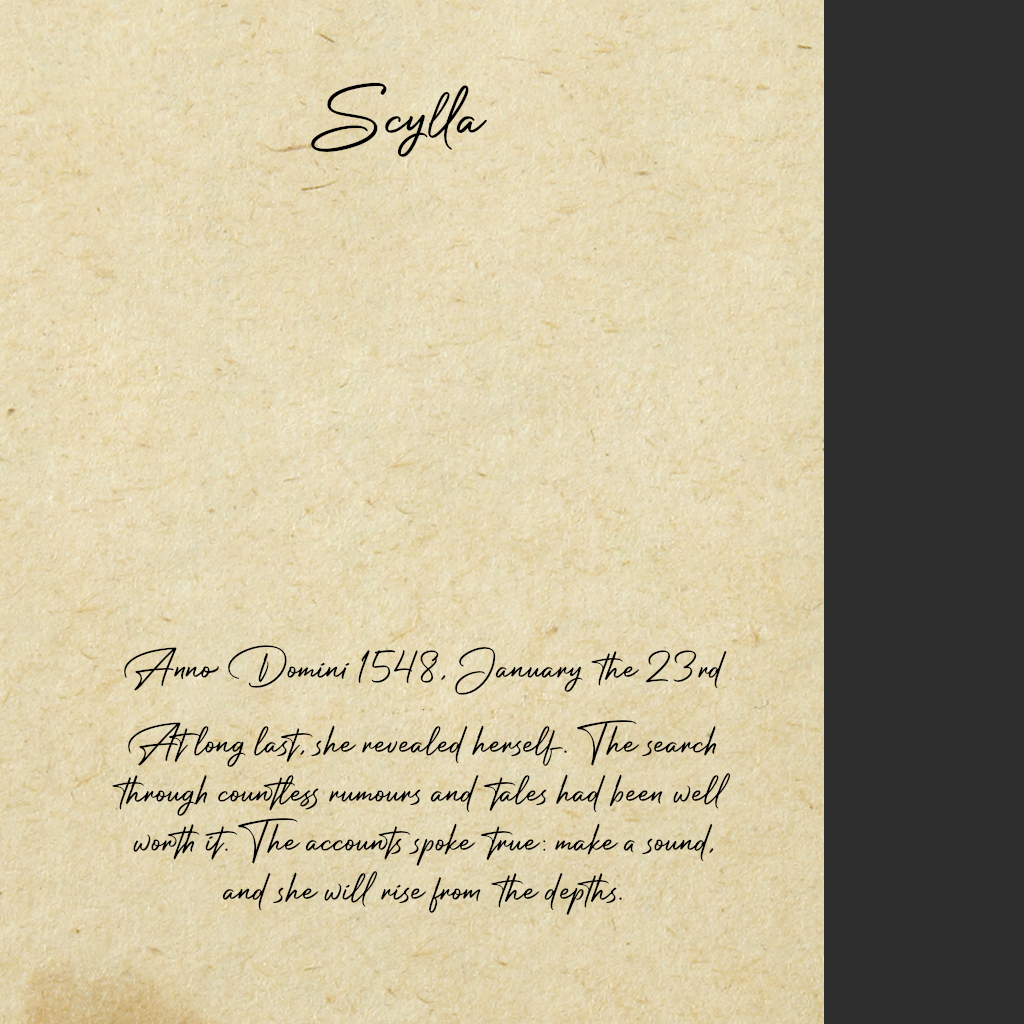 Scylla
Anno Domini 1548, January the 23rd
At long last, she revealed herself. The search
through countless rumours and tales had been well
worth it. The accounts spoke true: make a sound,
and she will rise from the depths.